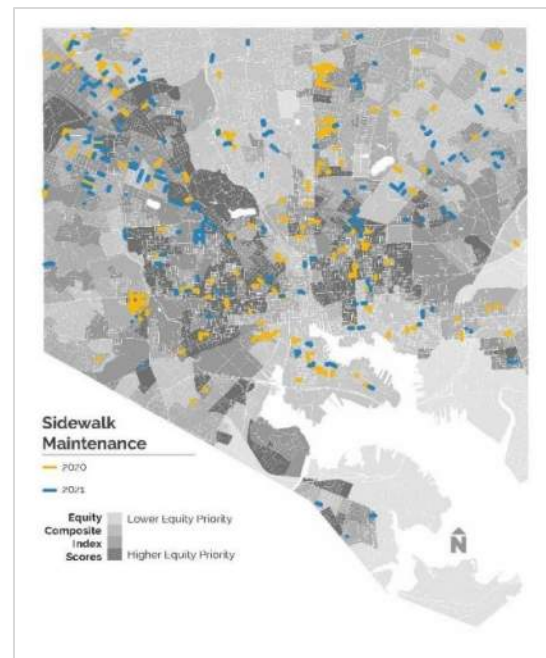 Sidewalk
Maintenance
2020
2021
Equity
Composite
Index
Scores
Lower Equity Priority
Higher Equity Priority
N